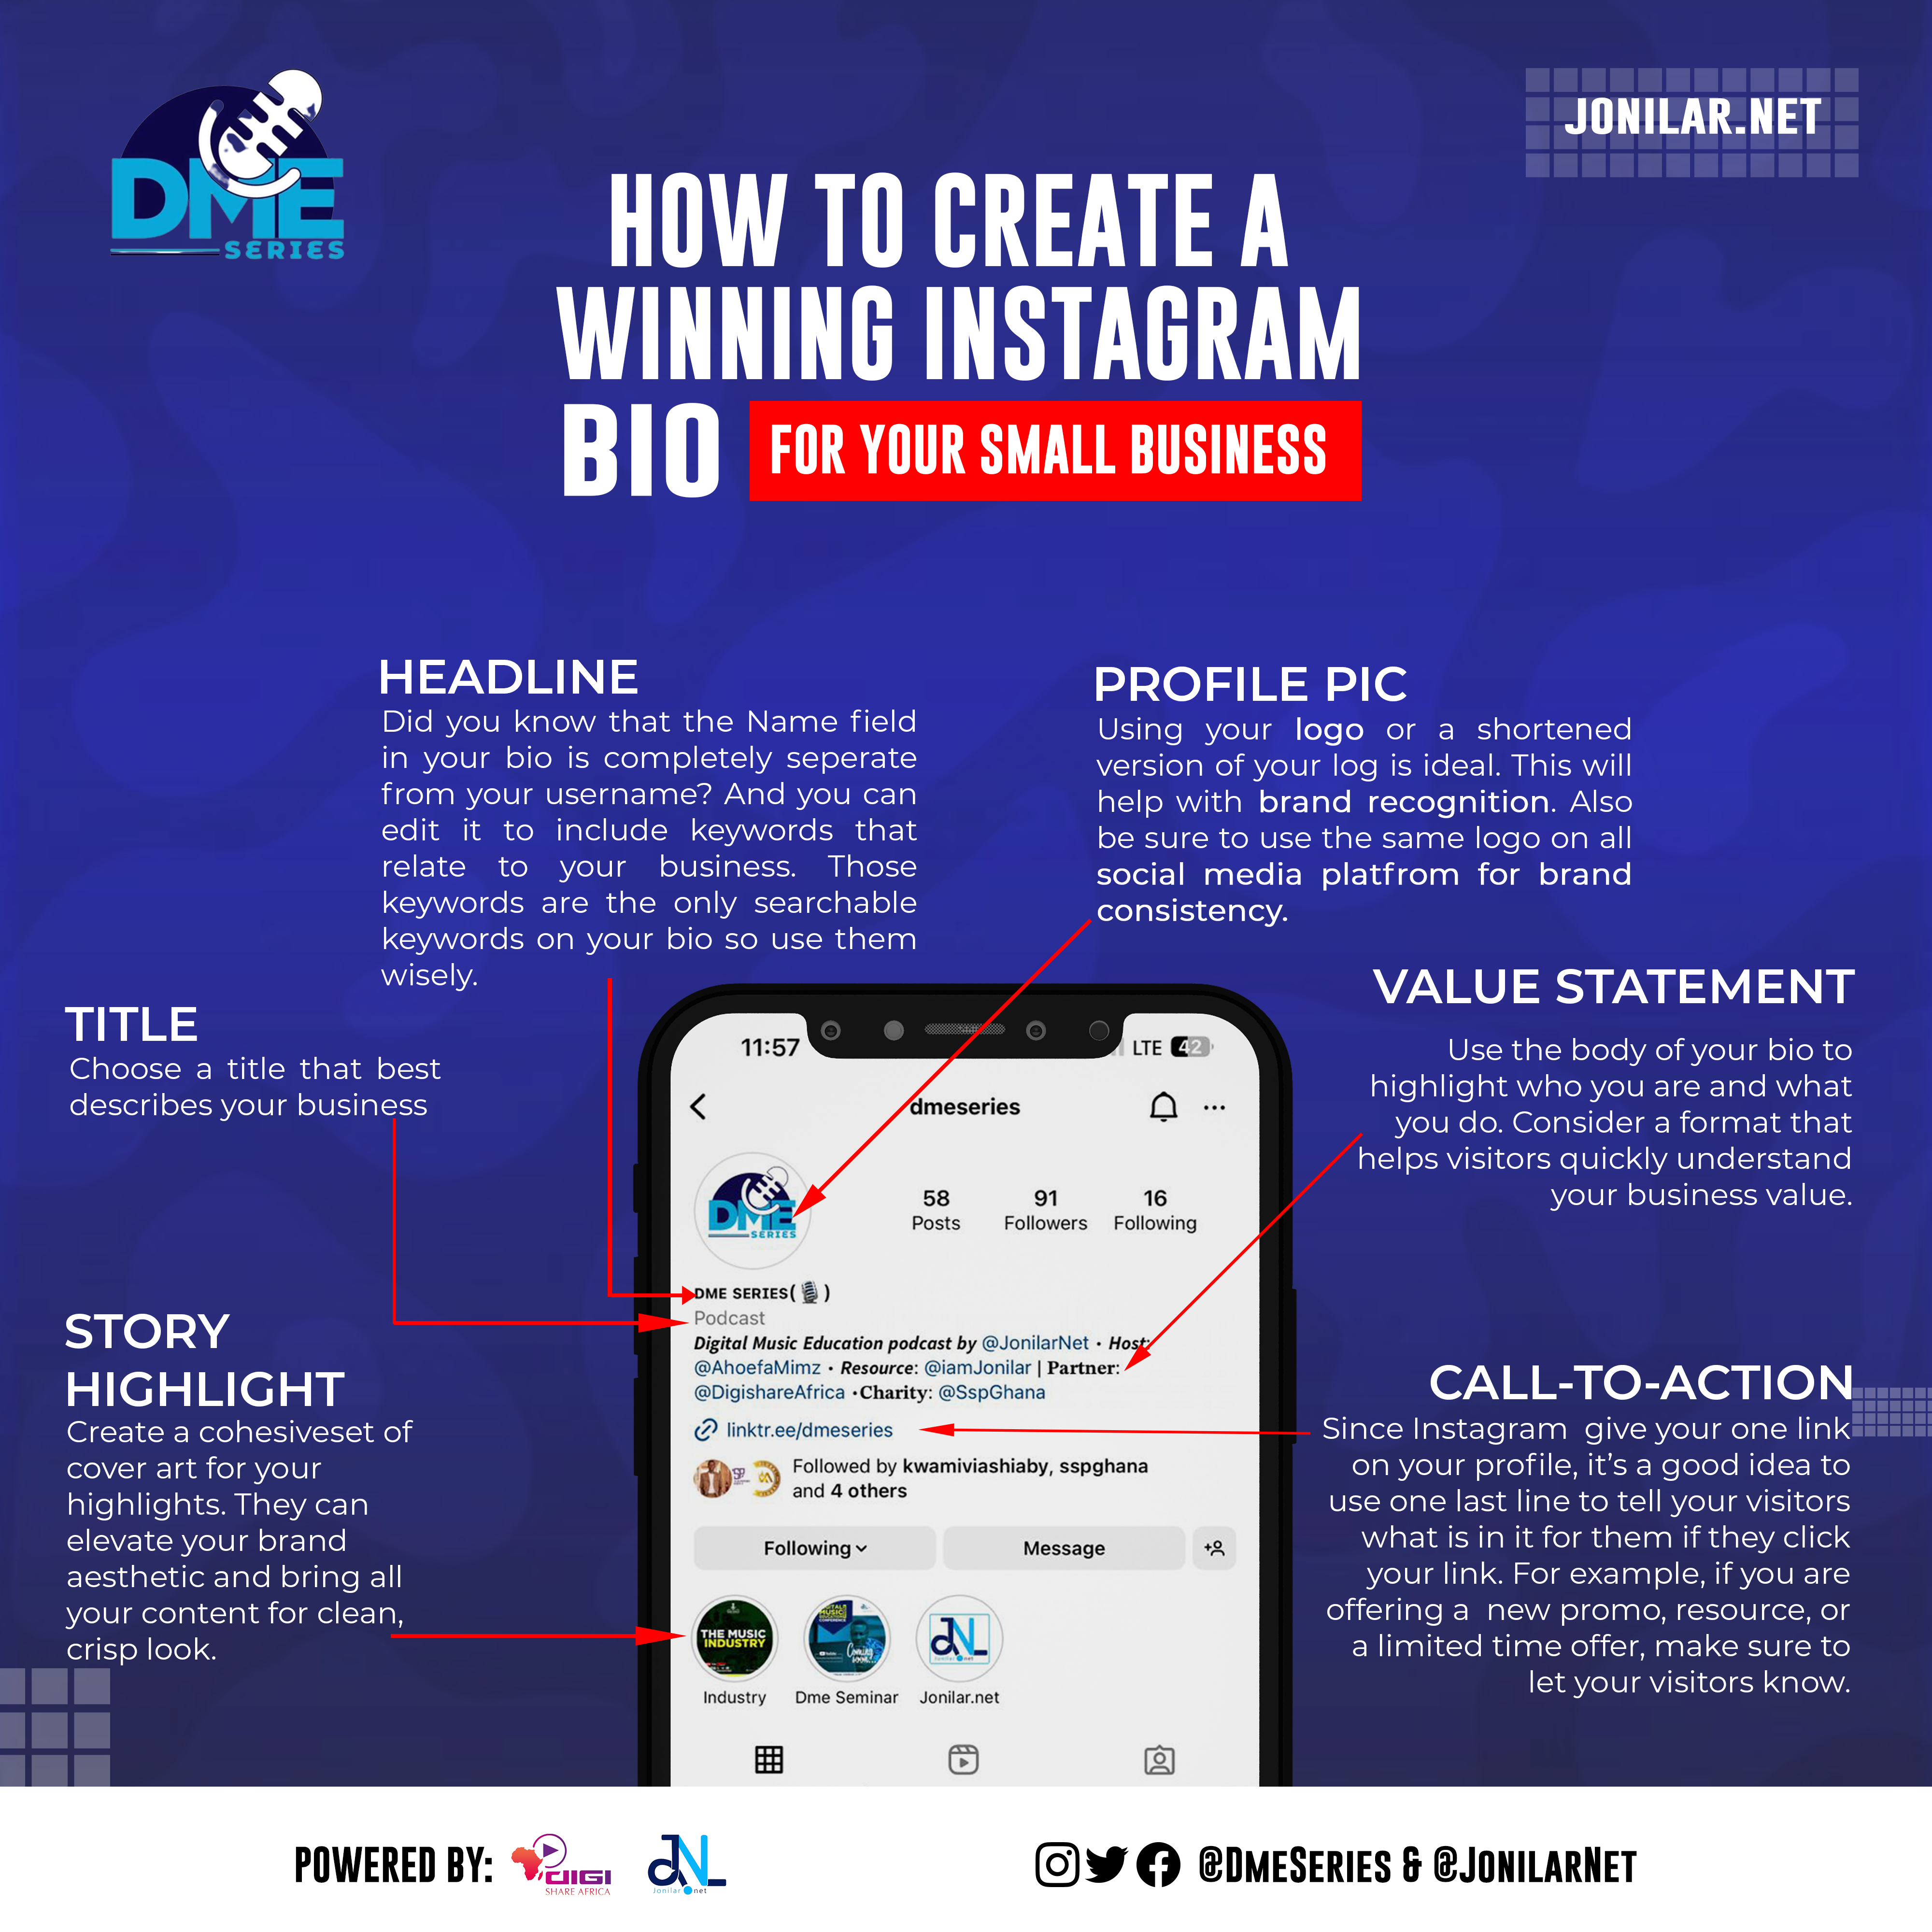 DME
SERIES
JONILAR.NET
HOW TO CREATE A
WINNING INSTAGRAM
BIO FOR YOUR SMALL BUSINESS
HEADLINE
Did you know that the Name field
in your bio is completely seperate
from your username? And you can
edit it to include keywords that
relate to your business. Those
keywords are the only searchable
keywords on your bio so use them
wisely.
PROFILE PIC
Using your logo or a shortened
version of your log is ideal. This will
help with brand recognition. Also
be sure to use the same logo on all
social media platfrom for brand
consistency.
TITLE
Choose a title that best
describes your business
VALUE STATEMENT
Use the body of your bio to
highlight who you are and what
you do. Consider a format that
helps visitors quickly understand
your business value.
STORY
HIGHLIGHT
Create a cohesiveset of
cover art for your
highlights. They can
elevate your brand
aesthetic and bring all
your content for clean,
crisp look.
CALL-TO-ACTION
Since Instagram give your one link
on your profile, it's a good idea to
use one last line to tell your visitors
what is in it for them if they click
your link. For example, if you are
offering a new promo, resource, or
a limited time offer, make sure to
let your visitors know.
11:57 LTE 42
dmeseries
DME
SERIES
58 91 16
Posts Followers Following
DME SERIES( )
Podcast
Digital Music Education podcast by @JonilarNet • Host:
@AhoefaMimz • Resource: @iamJonilar | Partner:
@DigishareAfrica •Charity: @SspGhana
linktr.ee/dmeseries
Followed by kwamiviashiaby, sspghana
and 4 others
Following Message
THE MUSIC
INDUSTRY
Coming
soon
JNL
Jonilar net
Industry Dme Seminar Jonilar.net
POWERED BY: DIGI
SHARE AFRICA
JNL
Jonilar net
@DMESERIES & @JONILARNET